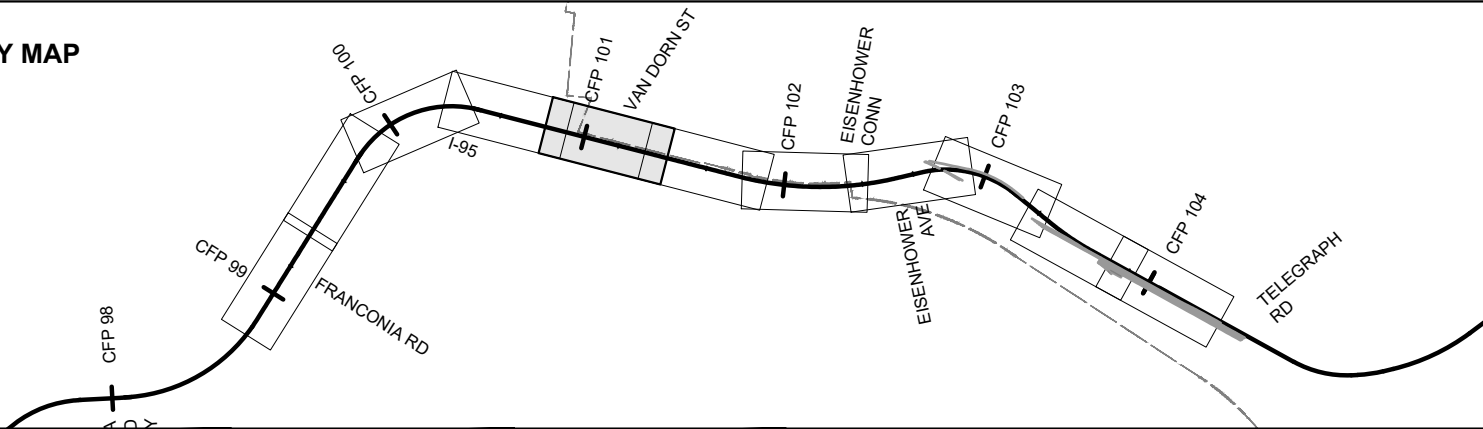 Y MAP
CFP 100
CFP 101
VAN DORN ST
I-95
CFP 102
EISENHOWER
CONN
CFP 103
EISENHOWER
AVE
CFP 104
TELEGRAPH
RD
CFP 99
FRANCONIA RD
CFP 98
A
D
Y